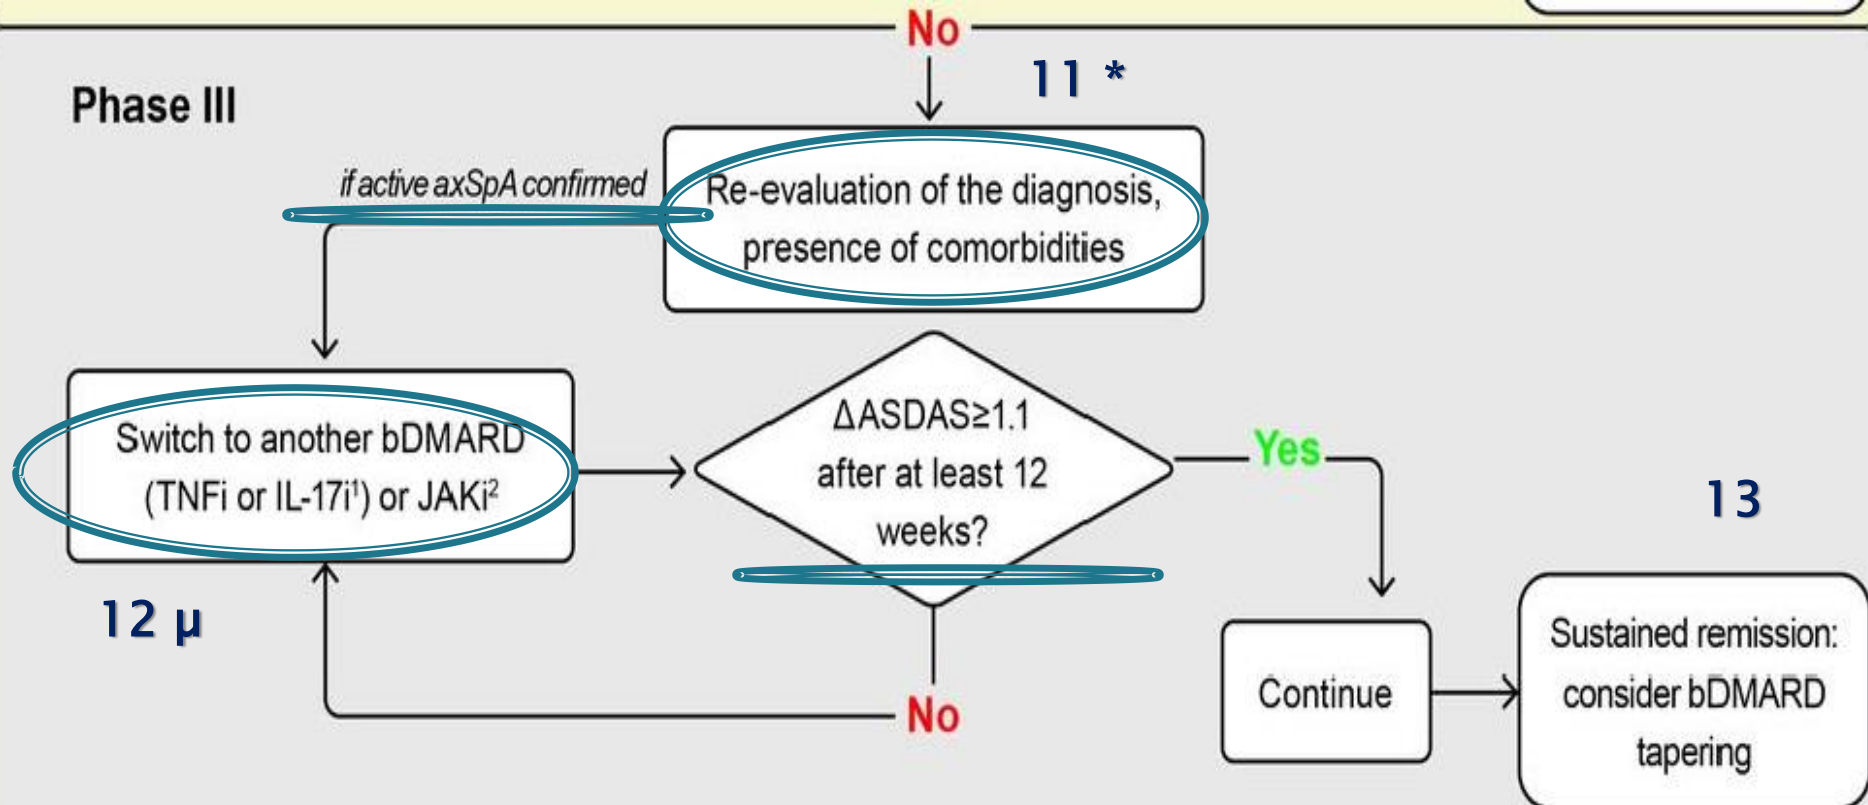 No
11 *
Phase III
if active axSpA confirmed
Re-evaluation of the diagnosis,
presence of comorbidities
Switch to another bDMARD
(TNFi or IL-17i¹) or JAKi²
ΔASDAS≥1.1
after at least 12
weeks?
Yes
13
12 μ
No
Continue
Sustained remission:
consider bDMARD
tapering